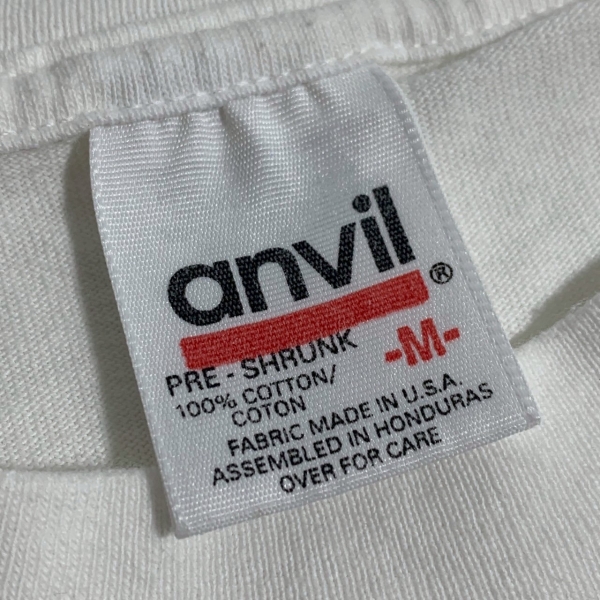 anvil®
PRE - SHRUNK -M-
100% COTTON/
COTON
FABRIC MADE IN U.S.A.
ASSEMBLED IN HONDURAS
OVER FOR CARE